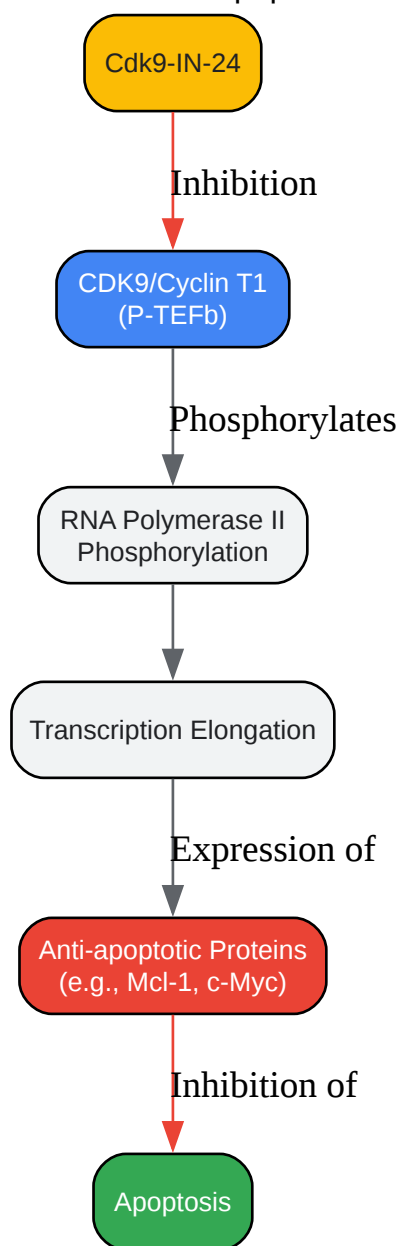 Cdk9-IN-24
Inhibition
CDK9/Cyclin T1
(P-TEFb)
Phosphorylates
RNA Polymerase II
Phosphorylation
Transcription Elongation
Expression of
Anti-apoptotic Proteins
(e.g., Mcl-1, c-Myc)
Inhibition of
Apoptosis